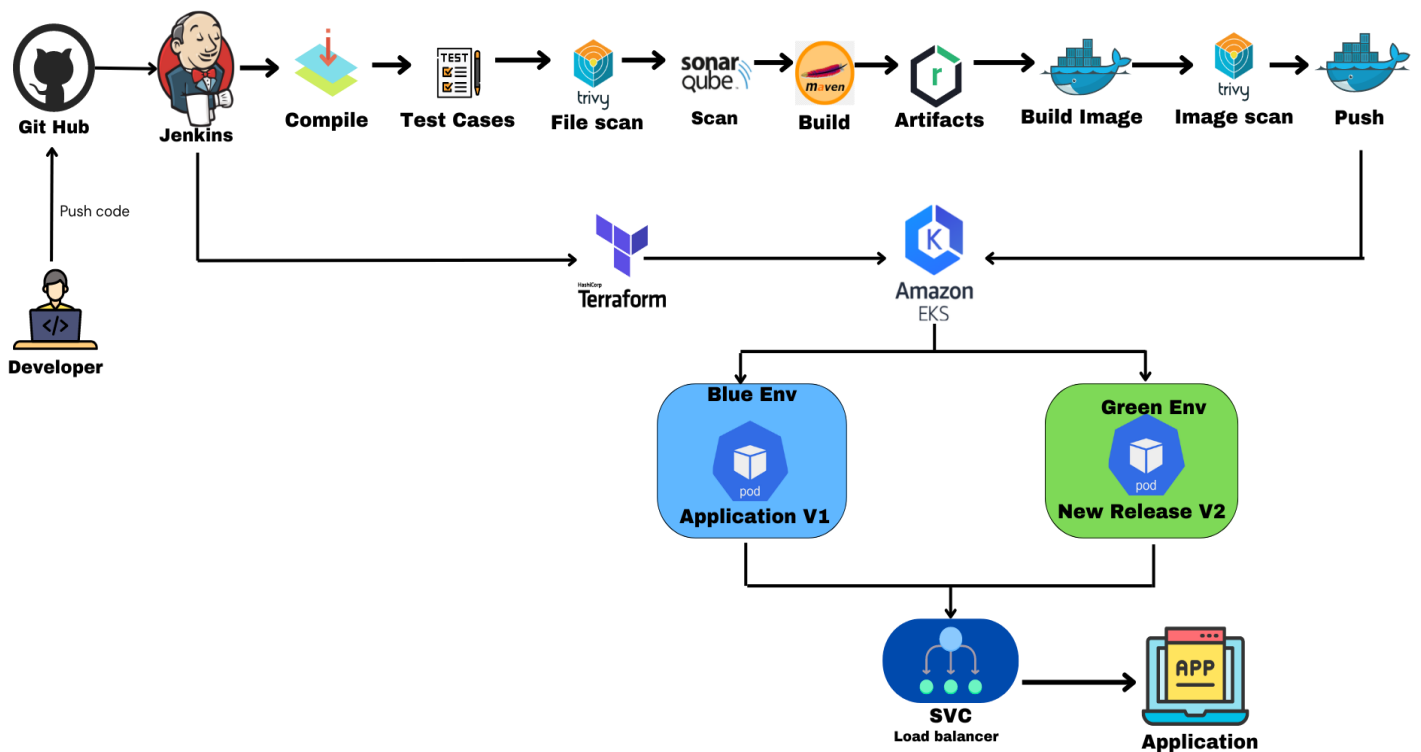 i
TEST
trivy
sonar
qube
maven
r
trivy
Git Hub
Jenkins
Compile
Test Cases
File scan
Scan
Build
Artifacts
Build Image
Image scan
Push
Push code
HashiCorp
Terraform
K
Amazon
EKS
</>
Developer
Blue Env
pod
Application V1
Green Env
pod
New Release V2
SVC
Load balancer
APP
Application